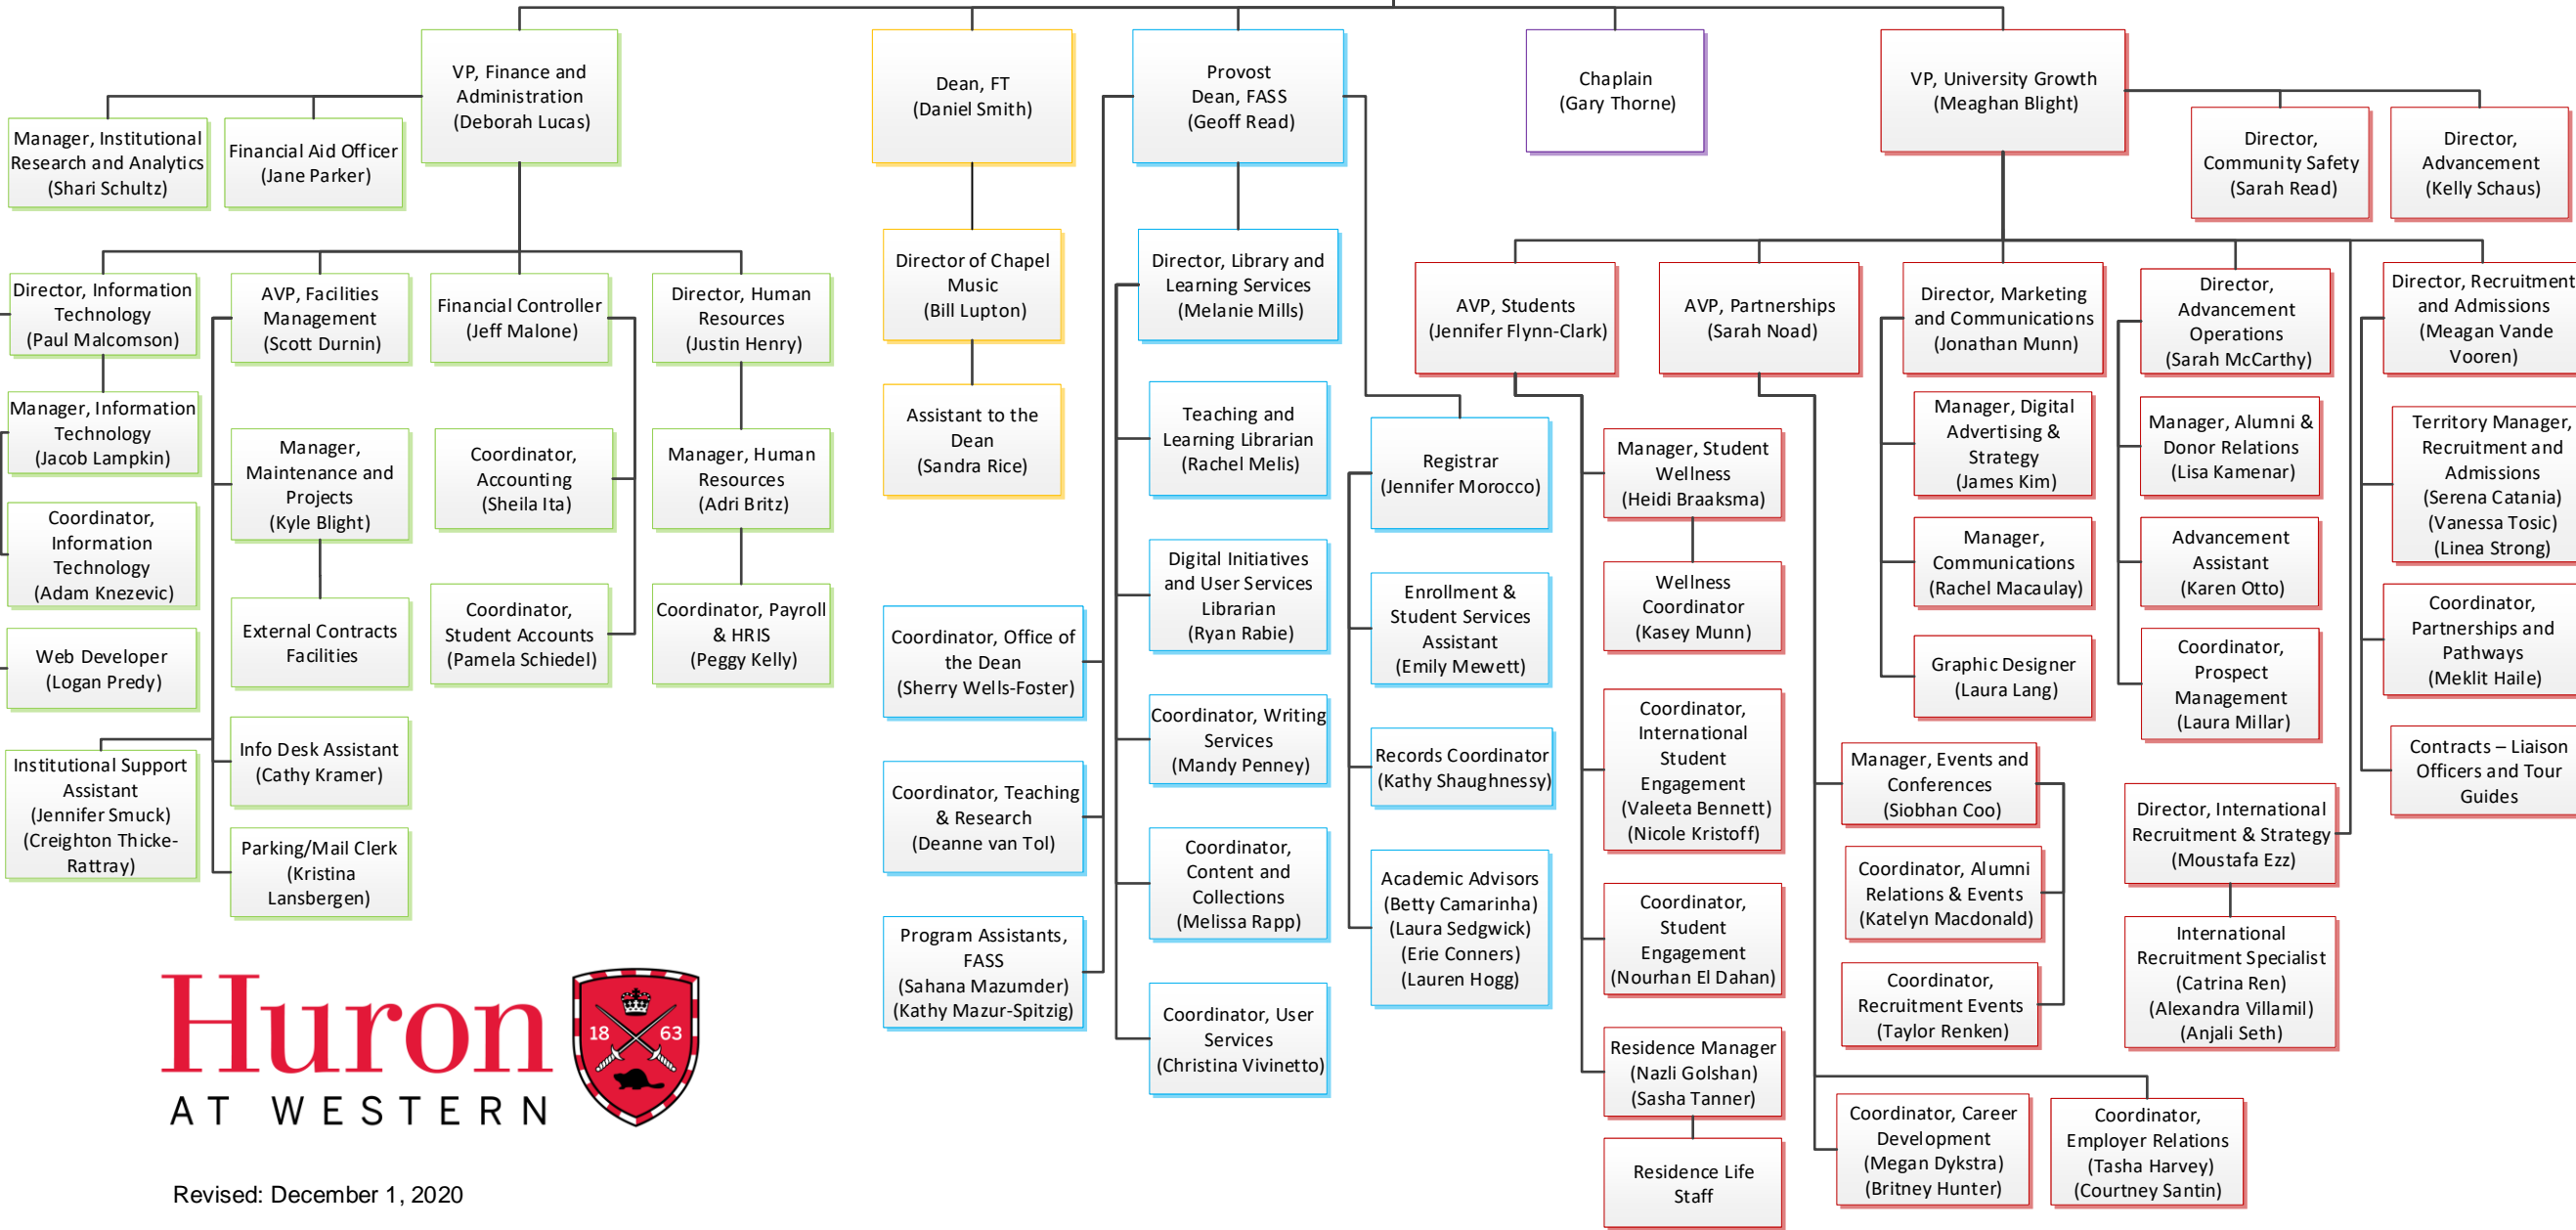 VP, Finance and
Administration
(Deborah Lucas)
Dean, FT
(Daniel Smith)
Provost
Dean, FASS
(Geoff Read)
Chaplain
(Gary Thorne)
VP, University Growth
(Meaghan Blight)
Manager, Institutional
Research and Analytics
(Shari Schultz)
Financial Aid Officer
(Jane Parker)
Director,
Community Safety
(Sarah Read)
Director,
Advancement
(Kelly Schaus)
Director, Information
Technology
(Paul Malcomson)
AVP, Facilities
Management
(Scott Durnin)
Financial Controller
(Jeff Malone)
Director, Human
Resources
(Justin Henry)
Director of Chapel
Music
(Bill Lupton)
Director, Library and
Learning Services
(Melanie Mills)
AVP, Students
(Jennifer Flynn-Clark)
AVP, Partnerships
(Sarah Noad)
Director, Marketing
and Communications
(Jonathan Munn)
Director,
Advancement
Operations
(Sarah McCarthy)
Director, Recruitment
and Admissions
(Meagan Vande
Vooren)
Manager, Information
Technology
(Jacob Lampkin)
Manager,
Maintenance and
Projects
(Kyle Blight)
Coordinator,
Accounting
(Sheila Ita)
Manager, Human
Resources
(Adri Britz)
Assistant to the
Dean
(Sandra Rice)
Teaching and
Learning Librarian
(Rachel Melis)
Registrar
(Jennifer Morocco)
Manager, Student
Wellness
(Heidi Braaksma)
Manager, Digital
Advertising &
Strategy
(James Kim)
Manager, Alumni &
Donor Relations
(Lisa Kamenar)
Territory Manager,
Recruitment and
Admissions
(Serena Catania)
(Vanessa Tosic)
(Linea Strong)
Coordinator,
Information
Technology
(Adam Knezevic)
External Contracts
Facilities
Coordinator,
Student Accounts
(Pamela Schiedel)
Coordinator, Payroll
& HRIS
(Peggy Kelly)
Coordinator, Office of
the Dean
(Sherry Wells-Foster)
Digital Initiatives
and User Services
Librarian
(Ryan Rabie)
Enrollment &
Student Services
Assistant
(Emily Mewett)
Wellness
Coordinator
(Kasey Munn)
Manager,
Communications
(Rachel Macaulay)
Advancement
Assistant
(Karen Otto)
Coordinator,
Partnerships and
Pathways
(Meklit Haile)
Web Developer
(Logan Predy)
Graphic Designer
(Laura Lang)
Coordinator,
Prospect
Management
(Laura Millar)
Institutional Support
Assistant
(Jennifer Smuck)
(Creighton Thicke-
Rattray)
Info Desk Assistant
(Cathy Kramer)
Coordinator, Teaching
& Research
(Deanne van Tol)
Coordinator, Writing
Services
(Mandy Penney)
Records Coordinator
(Kathy Shaughnessy)
Coordinator,
International
Student
Engagement
(Valeeta Bennett)
(Nicole Kristoff)
Manager, Events and
Conferences
(Siobhan Coo)
Director, International
Recruitment & Strategy
(Moustafa Ezz)
Contracts – Liaison
Officers and Tour
Guides
Parking/Mail Clerk
(Kristina
Lansbergen)
Program Assistants,
FASS
(Sahana Mazumder)
(Kathy Mazur-Spitzig)
Coordinator,
Content and
Collections
(Melissa Rapp)
Academic Advisors
(Betty Camarinha)
(Laura Sedgwick)
(Erie Conners)
(Lauren Hogg)
Coordinator,
Student
Engagement
(Nourhan El Dahan)
Coordinator, Alumni
Relations & Events
(Katelyn Macdonald)
International
Recruitment Specialist
(Catrina Ren)
(Alexandra Villamil)
(Anjali Seth)
Coordinator, User
Services
(Christina Vivinetto)
Residence Manager
(Nazli Golshan)
(Sasha Tanner)
Coordinator,
Recruitment Events
(Taylor Renken)
Residence Life
Staff
Coordinator, Career
Development
(Megan Dykstra)
(Britney Hunter)
Coordinator,
Employer Relations
(Tasha Harvey)
(Courtney Santin)
Huron
AT WESTERN
18 63
Revised: December 1, 2020